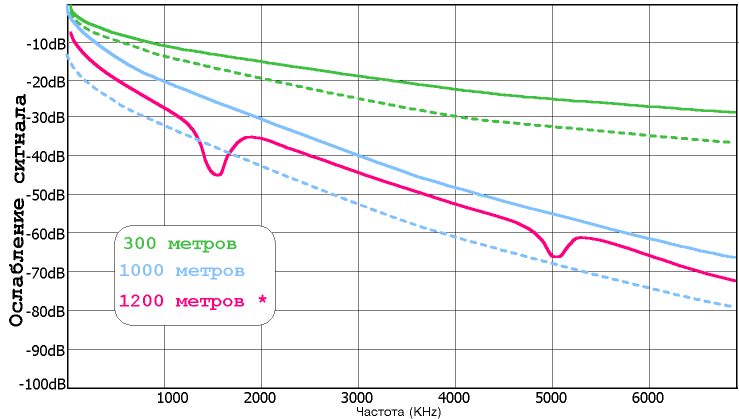 Ослабление сигнала
-10dB
-20dB
-30dB
-40dB
-50dB
-60dB
-70dB
-80dB
-90dB
-100dB
300 метров
1000 метров
1200 метров *
1000 2000 3000 4000 5000 6000
Частота (KHz)